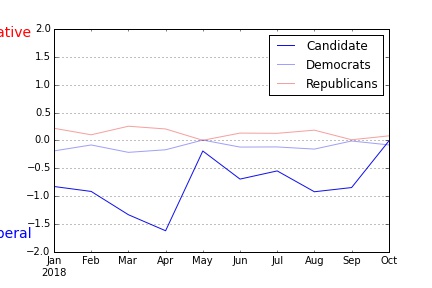 2.0
ative
Candidate
Democrats
Republicans
1.5
1.0
0.5
0.0
−0.5
−1.0
−1.5
beral
−2.0
Jan Feb Mar Apr May Jun Jul Aug Sep Oct
2018